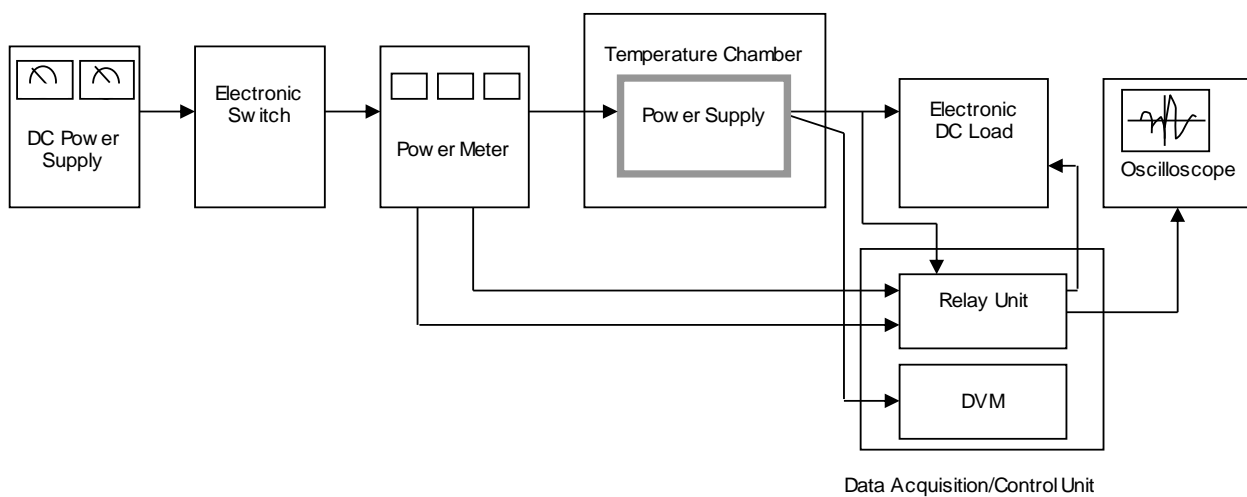 DC Power
Supply
Electronic
Switch
Power Meter
Temperature Chamber
Power Supply
Electronic
DC Load
Oscilloscope
Relay Unit
DVM
Data Acquisition/Control Unit